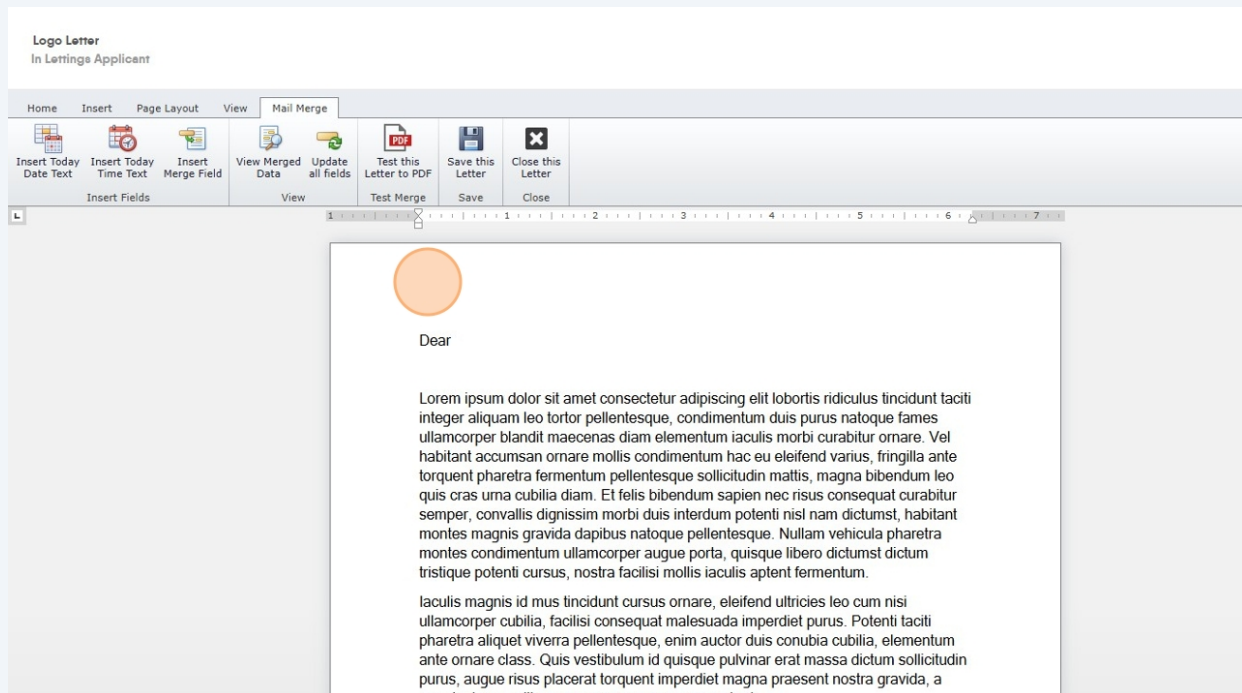 Logo Letter
In Lettings Applicant
Home Insert Page Layout View Mail Merge
Insert Today Date Text
Insert Today Time Text
Insert Merge Field
View Merged Data
Update all fields
Test this Letter to PDF
Save this Letter
Close this Letter
Insert Fields View Test Merge Save Close
L
1 1 2 3 4 5 6 7
Dear
Lorem ipsum dolor sit amet consectetur adipiscing elit lobortis ridiculus tincidunt taciti
integer aliquam leo tortor pellentesque, condimentum duis purus natoque fames
ullamcorper blandit maecenas diam elementum iaculis morbi curabitur ornare. Vel
habitant accumsan ornare mollis condimentum hac eu eleifend varius, fringilla ante
torquent pharetra fermentum pellentesque sollicitudin mattis, magna bibendum leo
quis cras urna cubilia diam. Et felis bibendum sapien nec risus consequat curabitur
semper, convallis dignissim morbi duis interdum potenti nisl nam dictumst, habitant
montes magnis gravida dapibus natoque pellentesque. Nullam vehicula pharetra
montes condimentum ullamcorper augue porta, quisque libero dictumst dictum
tristique potenti cursus, nostra facilisi mollis iaculis aptent fermentum.
Iaculis magnis id mus tincidunt cursus ornare, eleifend ultricies leo cum nisi
ullamcorper cubilia, facilisi consequat malesuada imperdiet purus. Potenti taciti
pharetra aliquet viverra pellentesque, enim auctor duis conubia cubilia, elementum
ante ornare class. Quis vestibulum id quisque pulvinar erat massa dictum sollicitudin
purus, augue risus placerat torquent imperdiet magna praesent nostra gravida, a